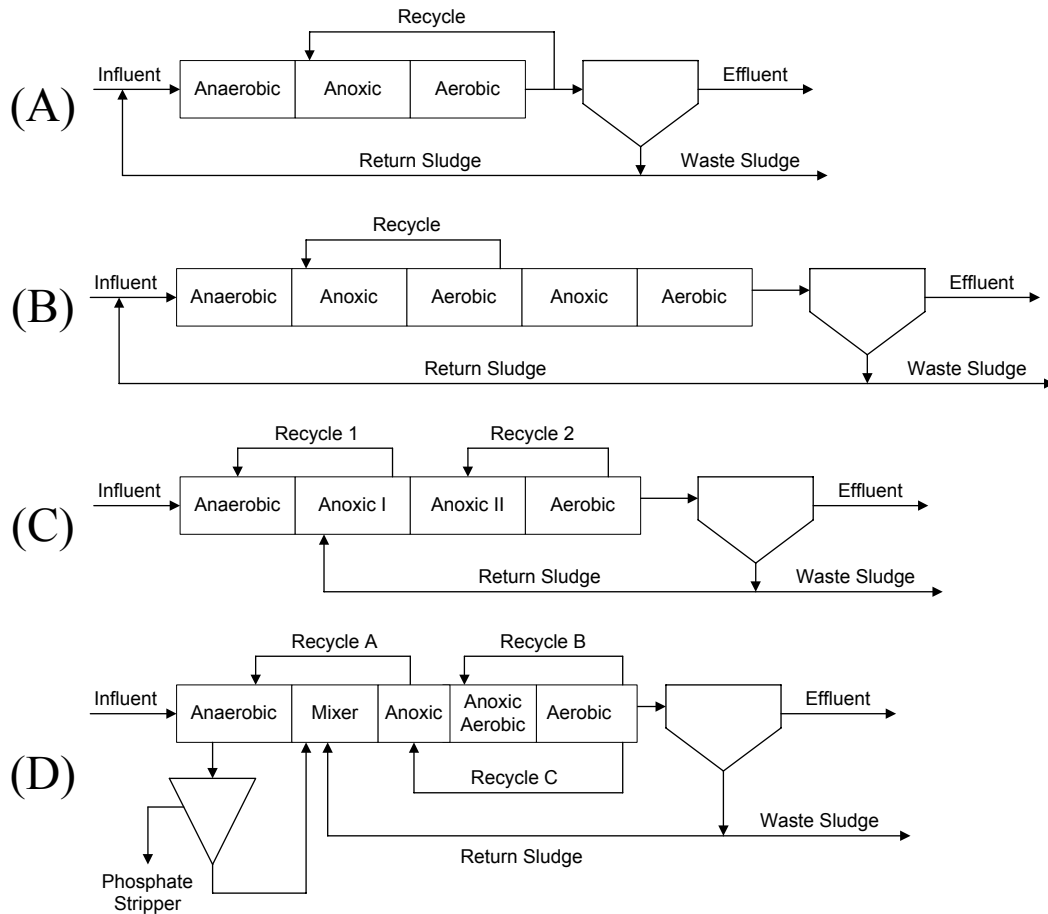 Recycle
Influent
Effluent
(A)
Anaerobic
Anoxic
Aerobic
Return Sludge
Waste Sludge
Recycle
Influent
Effluent
(B)
Anaerobic
Anoxic
Aerobic
Anoxic
Aerobic
Return Sludge
Waste Sludge
Recycle 1
Recycle 2
Influent
Effluent
(C)
Anaerobic
Anoxic I
Anoxic II
Aerobic
Return Sludge
Waste Sludge
Recycle A
Recycle B
Influent
Effluent
Anaerobic
Mixer
Anoxic
Anoxic
Aerobic
Aerobic
(D)
Recycle C
Waste Sludge
Return Sludge
Phosphate
Stripper